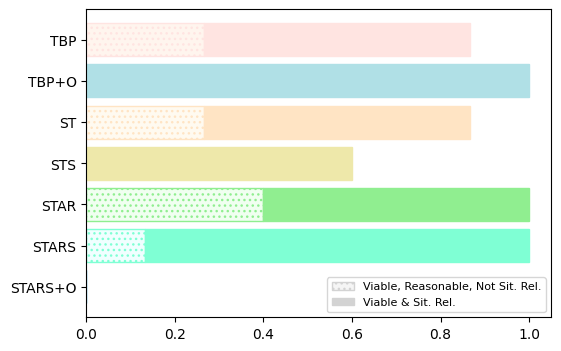 TBP
TBP+O
ST
STS
STAR
STARS
STARS+O
Viable, Reasonable, Not Sit. Rel.
Viable & Sit. Rel.
0.0 0.2 0.4 0.6 0.8 1.0